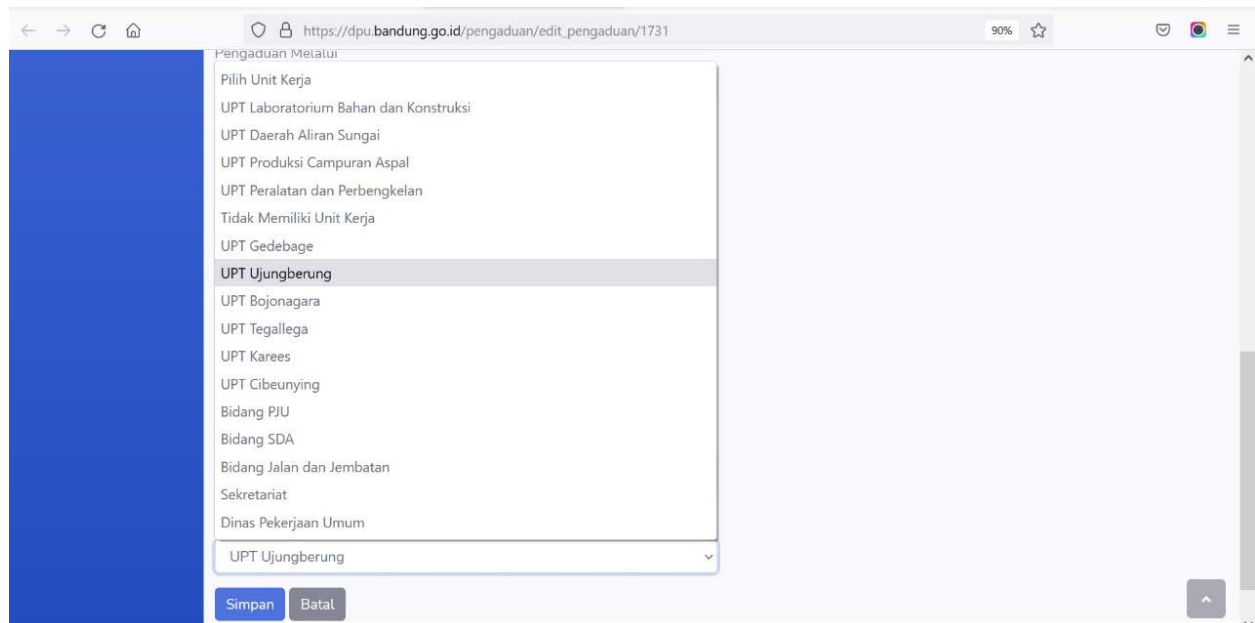 https://dpu.bandung.go.id/pengaduan/edit_pengaduan/1731
90%
Pengaduan Melalui
Pilih Unit Kerja
UPT Laboratorium Bahan dan Konstruksi
UPT Daerah Aliran Sungai
UPT Produksi Campuran Aspal
UPT Peralatan dan Perbengkelan
Tidak Memiliki Unit Kerja
UPT Gedebage
UPT Ujungberung
UPT Bojonagara
UPT Tegallega
UPT Karees
UPT Cibeunying
Bidang PJU
Bidang SDA
Bidang Jalan dan Jembatan
Sekretariat
Dinas Pekerjaan Umum
UPT Ujungberung
Simpan
Batal